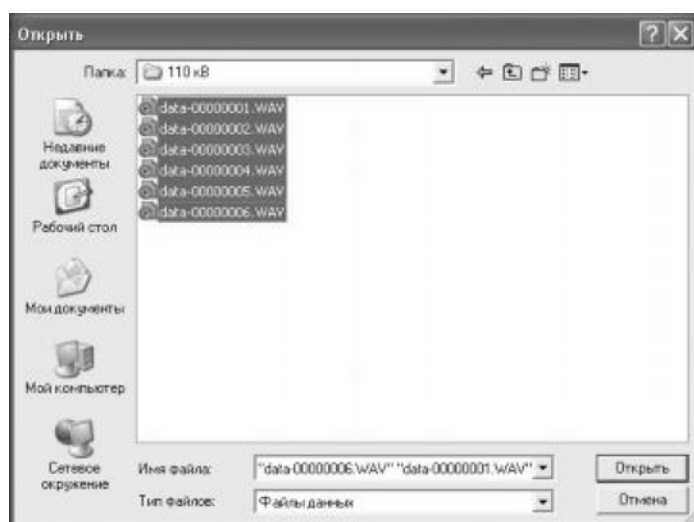 Открыть
Папка: 110 кВ
data-00000001.WAV
data-00000002.WAV
data-00000003.WAV
data-00000004.WAV
data-00000005.WAV
data-00000006.WAV
Недавние
документы
Рабочий стол
Мои документы
Мой компьютер
Сетевое
окружение
Имя файла: "data-00000006.WAV" "data-00000001.WAV" Открыть
Тип файлов: Файлы данных Отмена